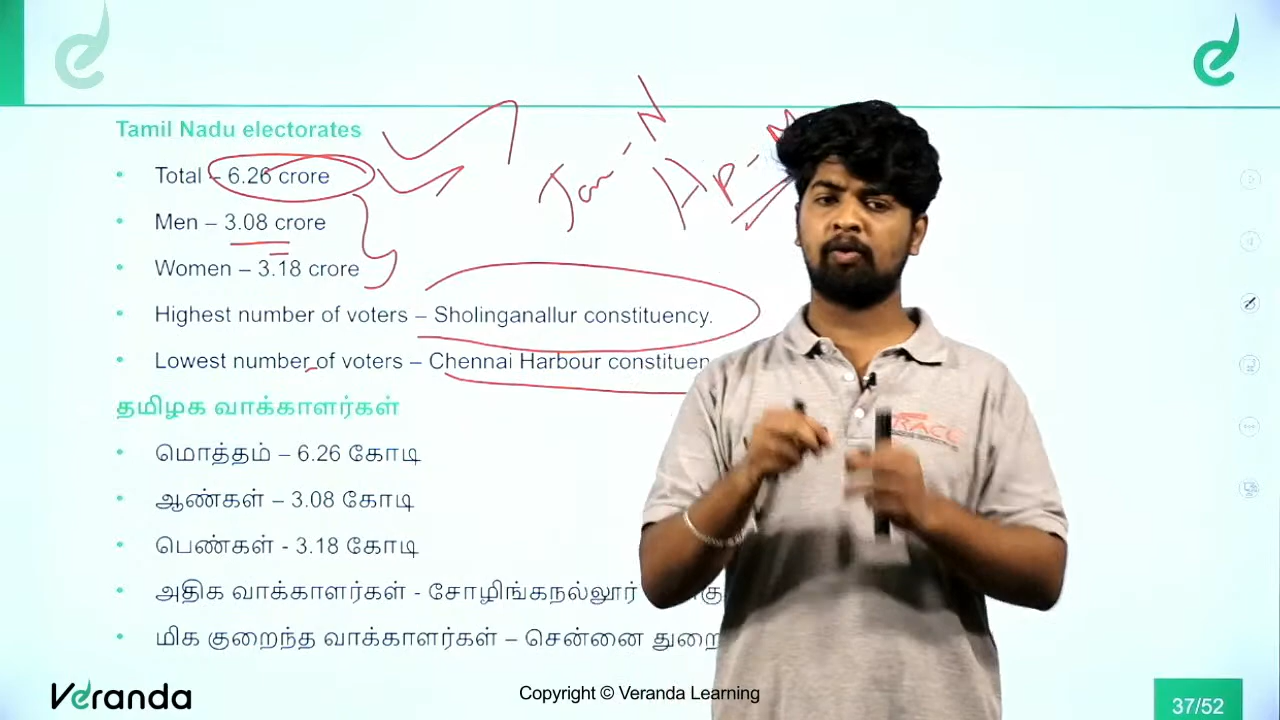 Tamil Nadu electorates
Total – 6.26 crore
Men – 3.08 crore
Women – 3.18 crore
Highest number of voters – Sholinganallur constituency.
Lowest number of voters – Chennai Harbour constituen
தமிழக வாக்காளர்கள்
மொத்தம் – 6.26 கோடி
ஆண்கள் – 3.08 கோடி
பெண்கள் - 3.18 கோடி
அதிக வாக்காளர்கள் - சோழிங்கநல்லூர்
மிக குறைந்த வாக்காளர்கள் – சென்னை துறை
Jan - N
RACE
Veranda
Copyright © Veranda Learning
37/52